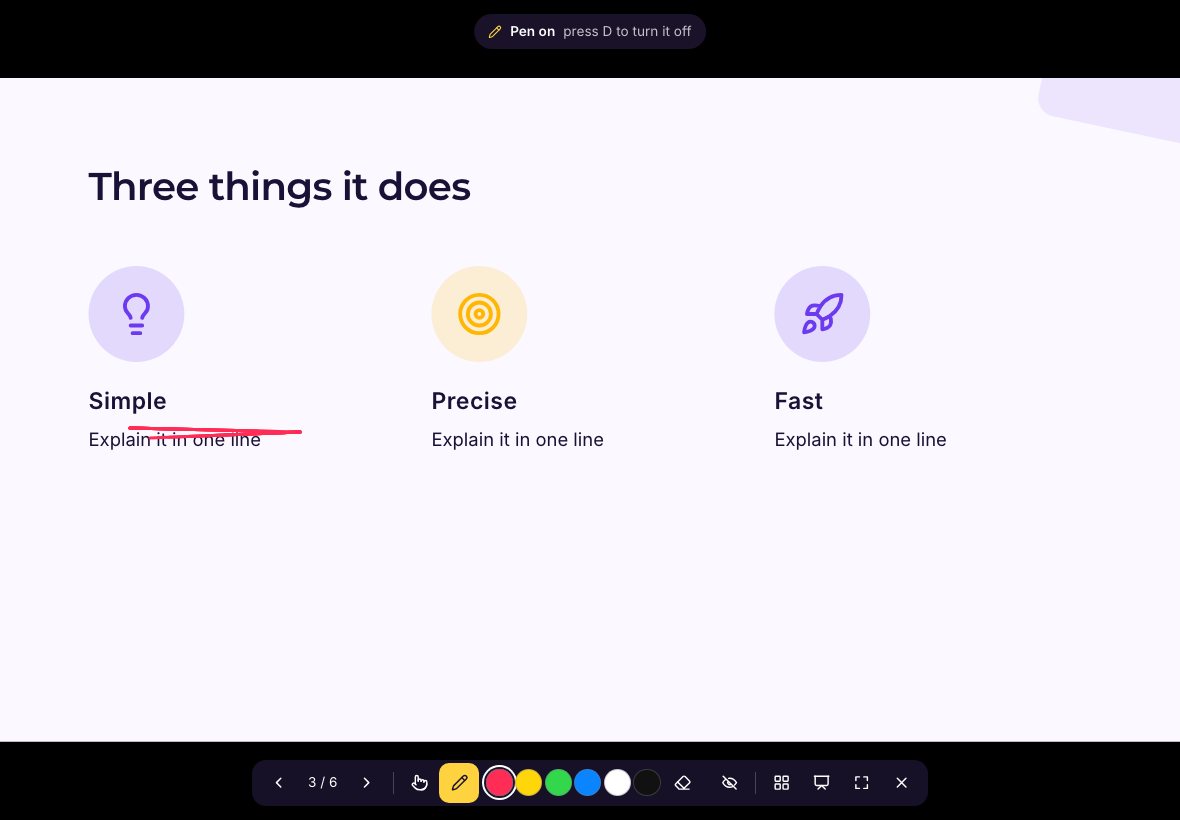 Pen on press D to turn it off
Three things it does
Simple
Explain it in one line
Precise
Explain it in one line
Fast
Explain it in one line
3 / 6